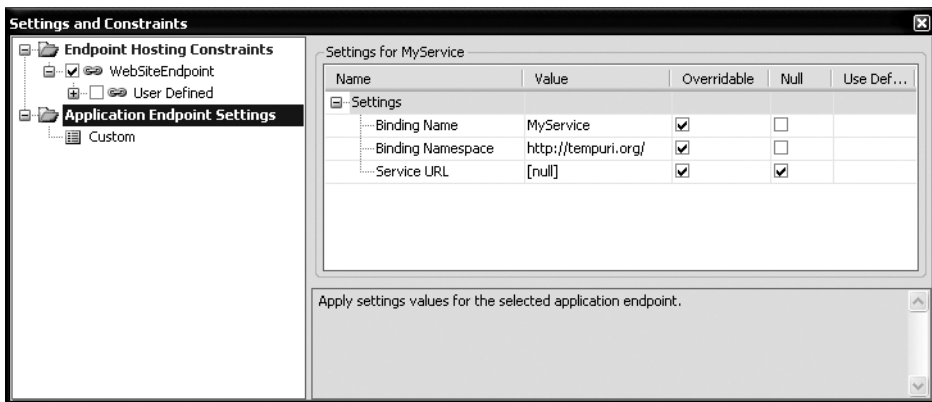 Settings and Constraints
Endpoint Hosting Constraints
WebSiteEndpoint
User Defined
Application Endpoint Settings
Custom
Settings for MyService
Name Value Overridable Null Use Def...
Settings
Binding Name MyService
Binding Namespace http://tempuri.org/
Service URL [null]
Apply settings values for the selected application endpoint.